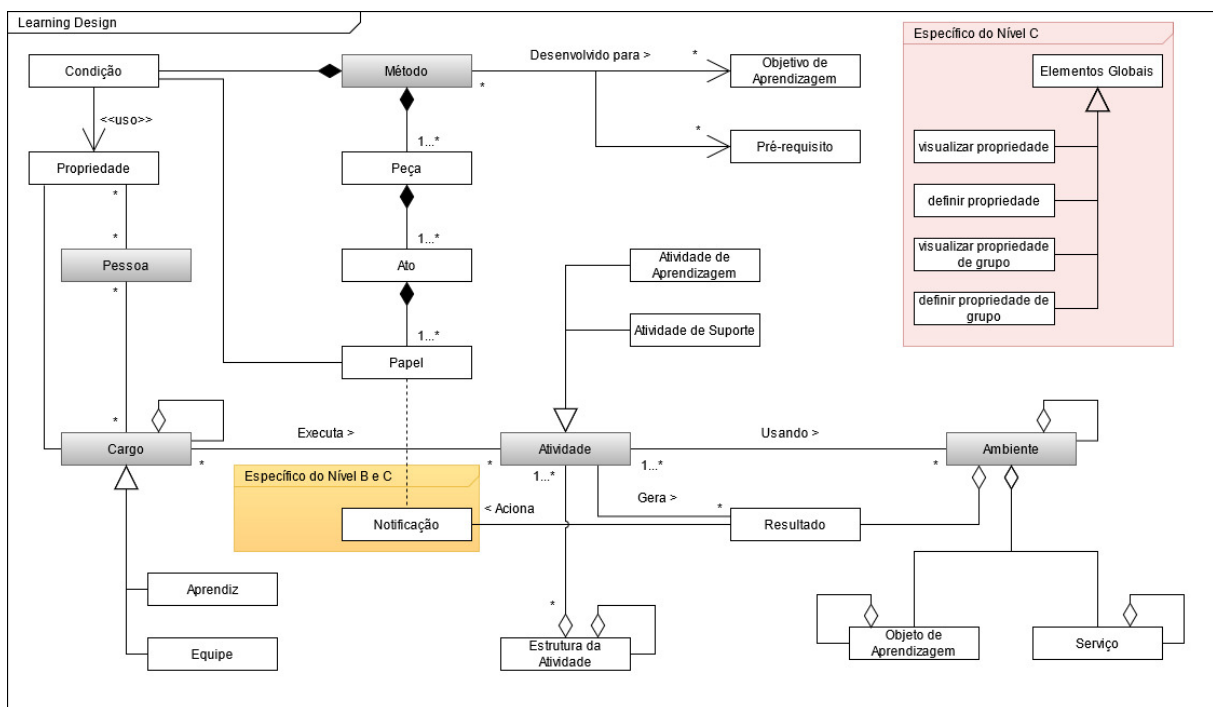 Learning Design
Específico do Nível C
Condição
Método
Desenvolvido para >
*
*
Objetivo de
Aprendizagem
Elementos Globais
<<uso>>
1...*
*
Pré-requisito
visualizar propriedade
Propriedade
Peça
*
definir propriedade
*
1...*
visualizar propriedade
de grupo
Pessoa
Ato
Atividade de
Aprendizagem
*
definir propriedade de
grupo
1...*
Atividade de Suporte
Papel
*
Executa >
Usando >
Cargo
Atividade
Ambiente
*
*
1...*
1...*
*
Específico do Nível B e C
Gera >
< Aciona
*
Notificação
Resultado
Aprendiz
*
Equipe
Estrutura da
Atividade
Objeto de
Aprendizagem
Serviço